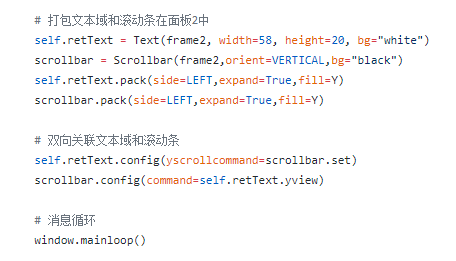 # 打包文本域和滚动条在面板2中
self.retText = Text(frame2, width=58, height=20, bg="white")
scrollbar = Scrollbar(frame2,orient=VERTICAL,bg="black")
self.retText.pack(side=LEFT,expand=True,fill=Y)
scrollbar.pack(side=LEFT,expand=True,fill=Y)
# 双向关联文本域和滚动条
self.retText.config(yscrollcommand=scrollbar.set)
scrollbar.config(command=self.retText.yview)
# 消息循环
window.mainloop()